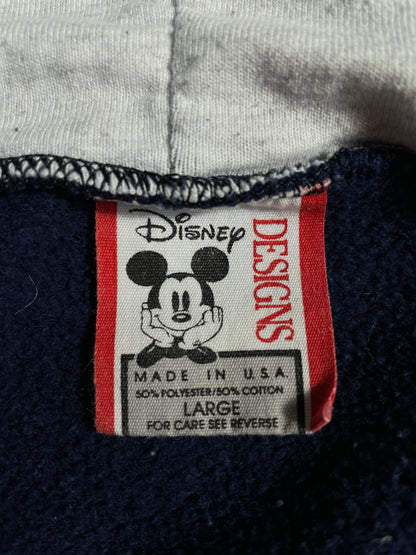 Disney
DESIGNS
MADE IN U.S.A.
50% POLYESTER/50% COTTON
LARGE
FOR CARE SEE REVERSE